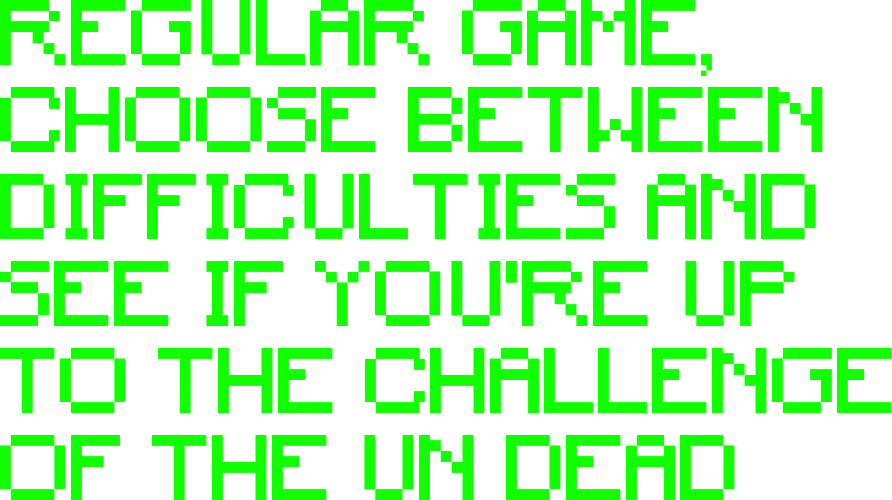 REGULAR GAME,
CHOOSE BETWEEN
DIFFICULTIES AND
SEE IF YOU'RE UP
TO THE CHALLENGE
OF THE UN DEAD